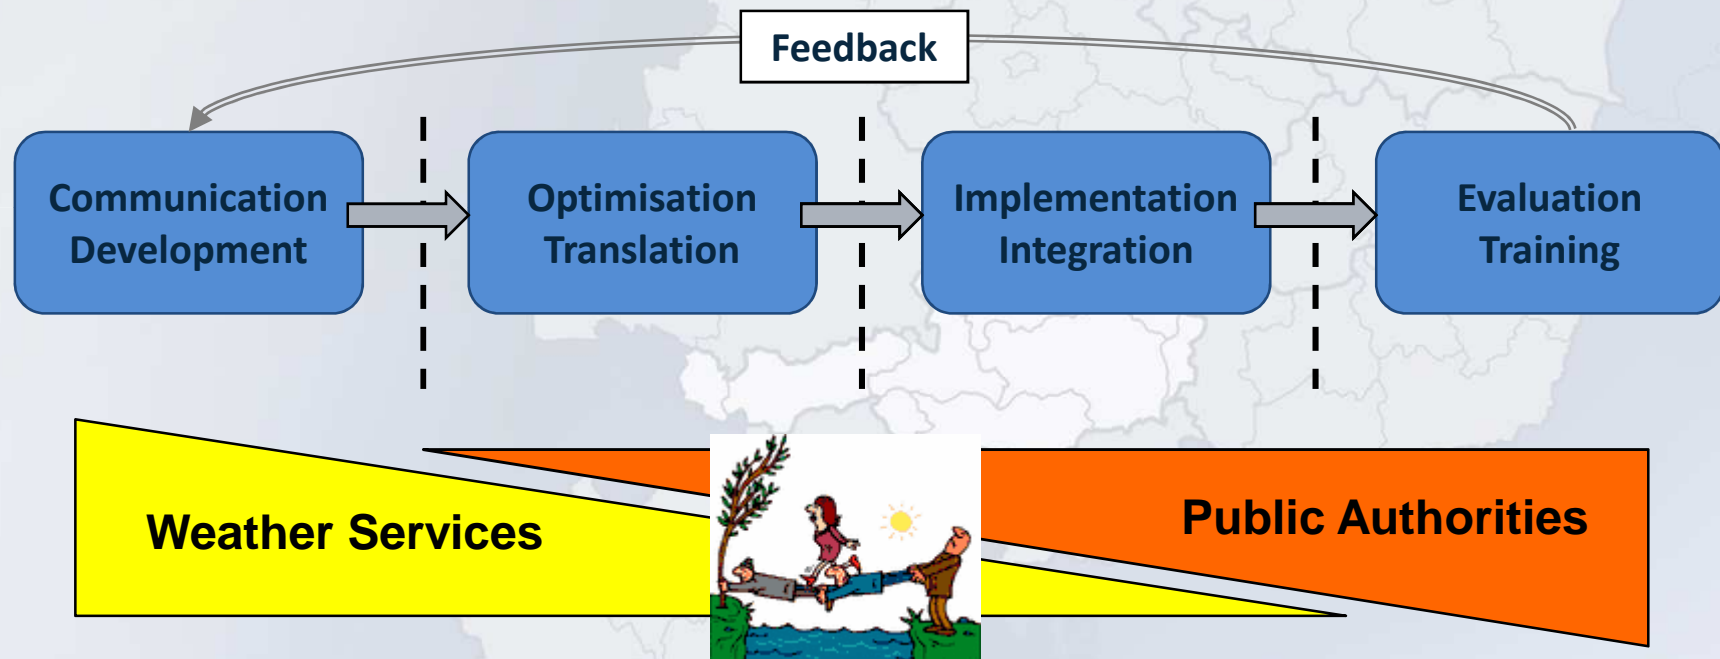 Feedback
Communication
Development
Optimisation
Translation
Implementation
Integration
Evaluation
Training
Weather Services
Public Authorities